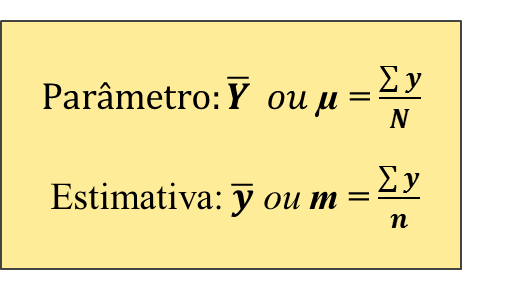 Parâmetro: Y̅ ou μ = ∑ y / N
Estimativa: y̅ ou m = ∑ y / n